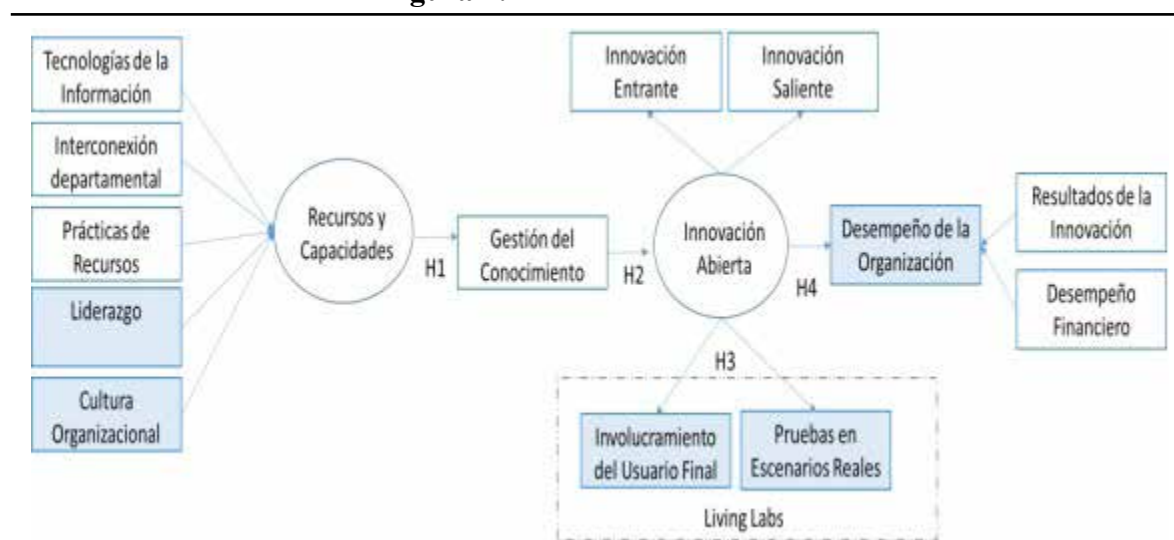 Tecnologías de la
Información
Interconexión
departamental
Prácticas de
Recursos
Liderazgo
Cultura
Organizacional
Recursos y
Capacidades
H1
Gestión del
Conocimiento
H2
Innovación
Entrante
Innovación
Saliente
Innovación
Abierta
H3
H4
Involucramiento
del Usuario Final
Pruebas en
Escenarios Reales
Living Labs
Desempeño de la
Organización
Resultados de la
Innovación
Desempeño
Financiero